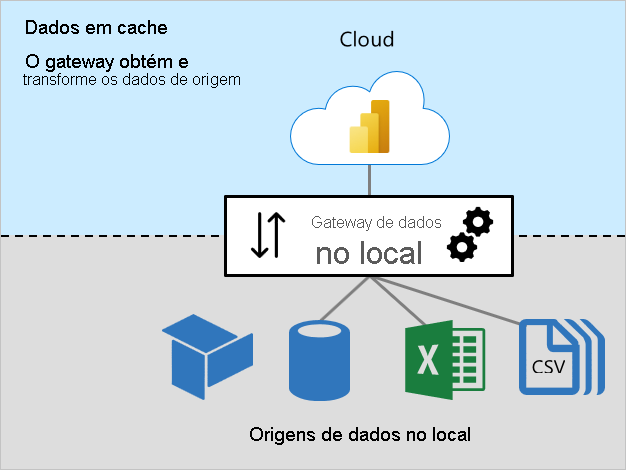 Dados em cache
O gateway obtém e
transforme os dados de origem
Cloud
Gateway de dados
no local
X
CSV
Origens de dados no local